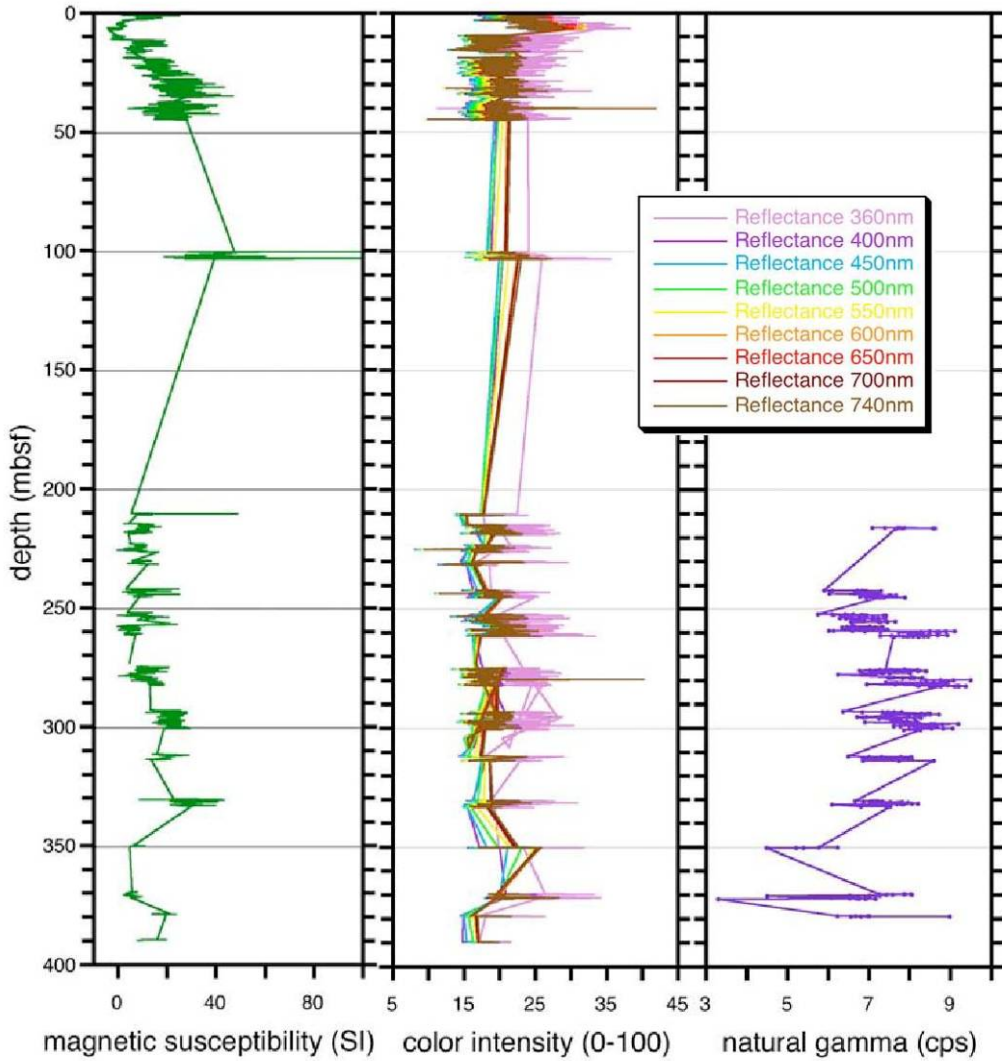 0
50
100
150
200
250
300
350
400
depth (mbsf)
0 40 80
magnetic susceptibility (SI)
5 15 25 35 45
color intensity (0-100)
3 5 7 9
natural gamma (cps)
Reflectance 360nm
Reflectance 400nm
Reflectance 450nm
Reflectance 500nm
Reflectance 550nm
Reflectance 600nm
Reflectance 650nm
Reflectance 700nm
Reflectance 740nm